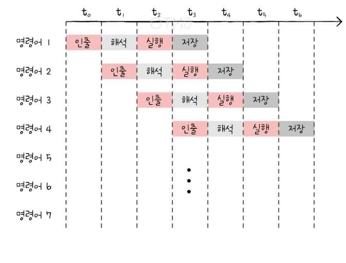 t₀ t₁ t₂ t₃ t₄ t₅ t₆
명령어 1 인출 해석 실행 저장
명령어 2 인출 해석 실행 저장
명령어 3 인출 해석 실행 저장
명령어 4 인출 해석 실행 저장
명령어 5
명령어 6
명령어 7